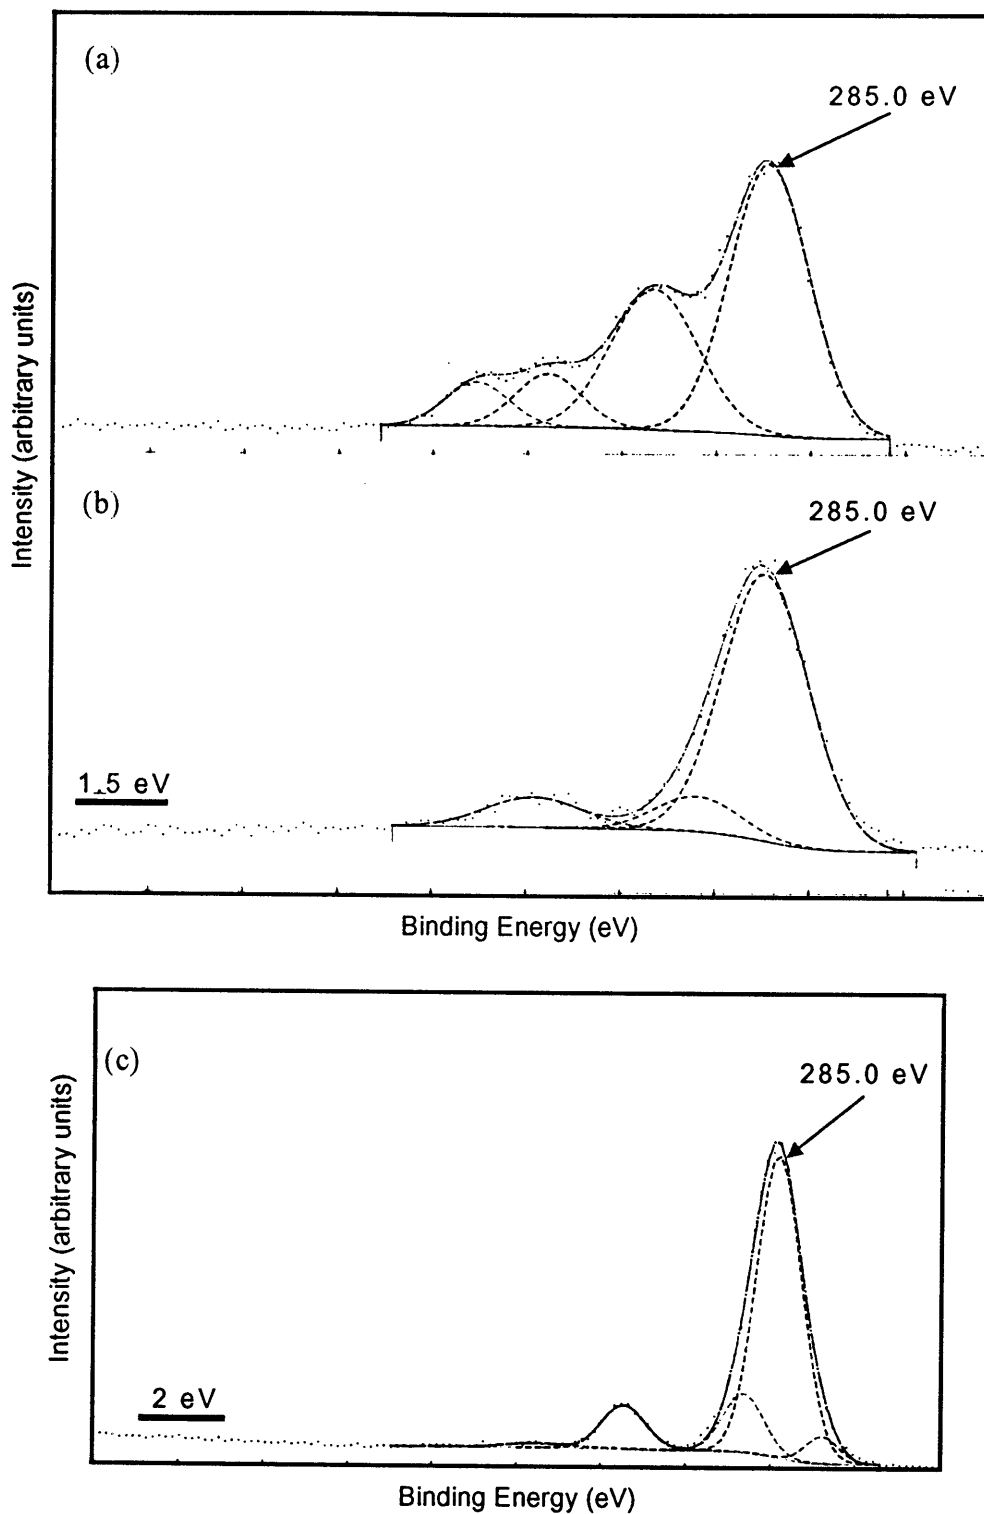 (a)
285.0 eV
Intensity (arbitrary units)
(b)
285.0 eV
1.5 eV
Binding Energy (eV)
(c)
285.0 eV
Intensity (arbitrary units)
2 eV
Binding Energy (eV)